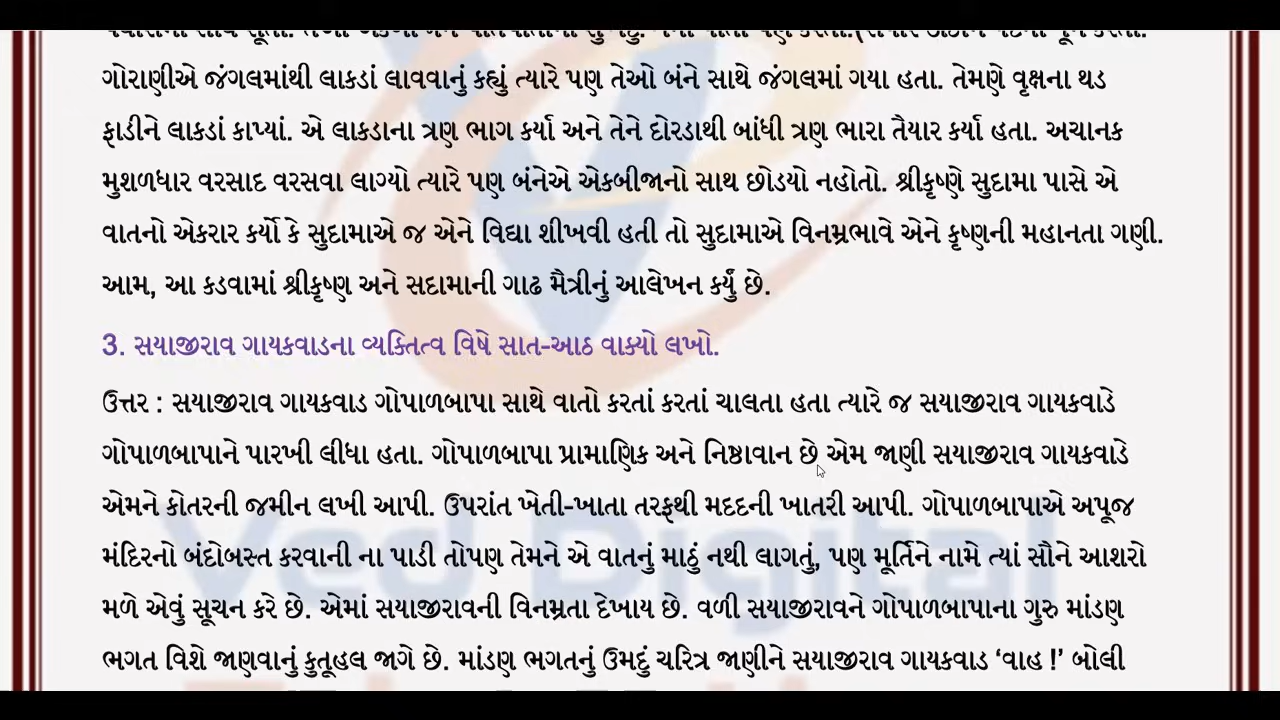 ગોરાણીએ જંગલમાંથી લાકડાં લાવવાનું કહ્યું ત્યારે પણ તેઓ બંને સાથે જંગલમાં ગયા હતા. તેમણે વૃક્ષના થડ
ફાડીને લાકડાં કાપ્યાં. એ લાકડાના ત્રણ ભાગ કર્યા અને તેને દોરડાથી બાંધી ત્રણ ભારા તૈયાર કર્યા હતા. અચાનક
મુશળધાર વરસાદ વરસવા લાગ્યો ત્યારે પણ બંનેએ એકબીજાનો સાથ છોડયો નહોતો. શ્રીકૃષ્ણે સુદામા પાસે એ
વાતનો એકરાર કર્યો કે સુદામાએ જ એને વિદ્યા શીખવી હતી તો સુદામાએ વિનમ્રભાવે એને કૃષ્ણની મહાનતા ગણી.
આમ, આ કડવામાં શ્રીકૃષ્ણ અને સદામાની ગાઢ મૈત્રીનું આલેખન કર્યું છે.
3. સયાજીરાવ ગાયકવાડના વ્યક્તિત્વ વિષે સાત-આઠ વાક્યો લખો.
ઉત્તર : સયાજીરાવ ગાયકવાડ ગોપાળબાપા સાથે વાતો કરતાં કરતાં ચાલતા હતા ત્યારે જ સયાજીરાવ ગાયકવાડે
ગોપાળબાપાને પારખી લીધા હતા. ગોપાળબાપા પ્રામાણિક અને નિષ્ઠાવાન છે એમ જાણી સયાજીરાવ ગાયકવાડે
એમને કોતરની જમીન લખી આપી. ઉપરાંત ખેતી-ખાતા તરફથી મદદની ખાતરી આપી. ગોપાળબાપાએ અપૂજ
મંદિરનો બંદોબસ્ત કરવાની ના પાડી તોપણ તેમને એ વાતનું માઠું નથી લાગતું, પણ મૂર્તિને નામે ત્યાં સૌને આશરો
મળે એવું સૂચન કરે છે. એમાં સયાજીરાવની વિનમ્રતા દેખાય છે. વળી સયાજીરાવને ગોપાળબાપાના ગુરુ માંડણ
ભગત વિશે જાણવાનું કુતૂહલ જાગે છે. માંડણ ભગતનું ઉમદું ચરિત્ર જાણીને સયાજીરાવ ગાયકવાડ ‘વાહ !’ બોલી
Ved Digital